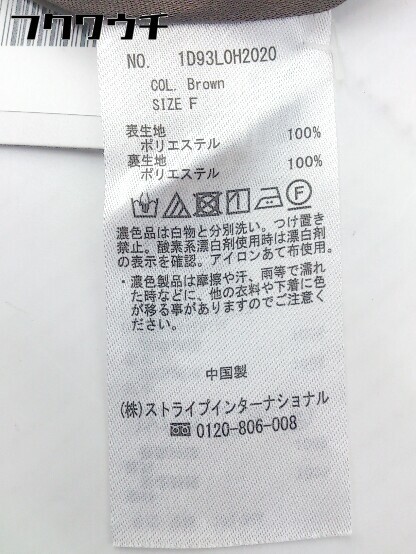 フクウウチ
NO. 1D93L0H2020
COL. Brown
SIZE F
表生地
ポリエステル 100%
裏生地
ポリエステル 100%
濃色品は白物と分別洗い。つけ置き
禁止。酸素系漂白剤使用時は漂白剤
の表示を確認。アイロンあて布使用。
・濃色製品は摩擦や汗、雨等で濡れ
た時などに、他の衣料や下着に色
が移る事がありますのでご注意く
ださい。
中国製
(株)ストライプインターナショナル
0120-806-008